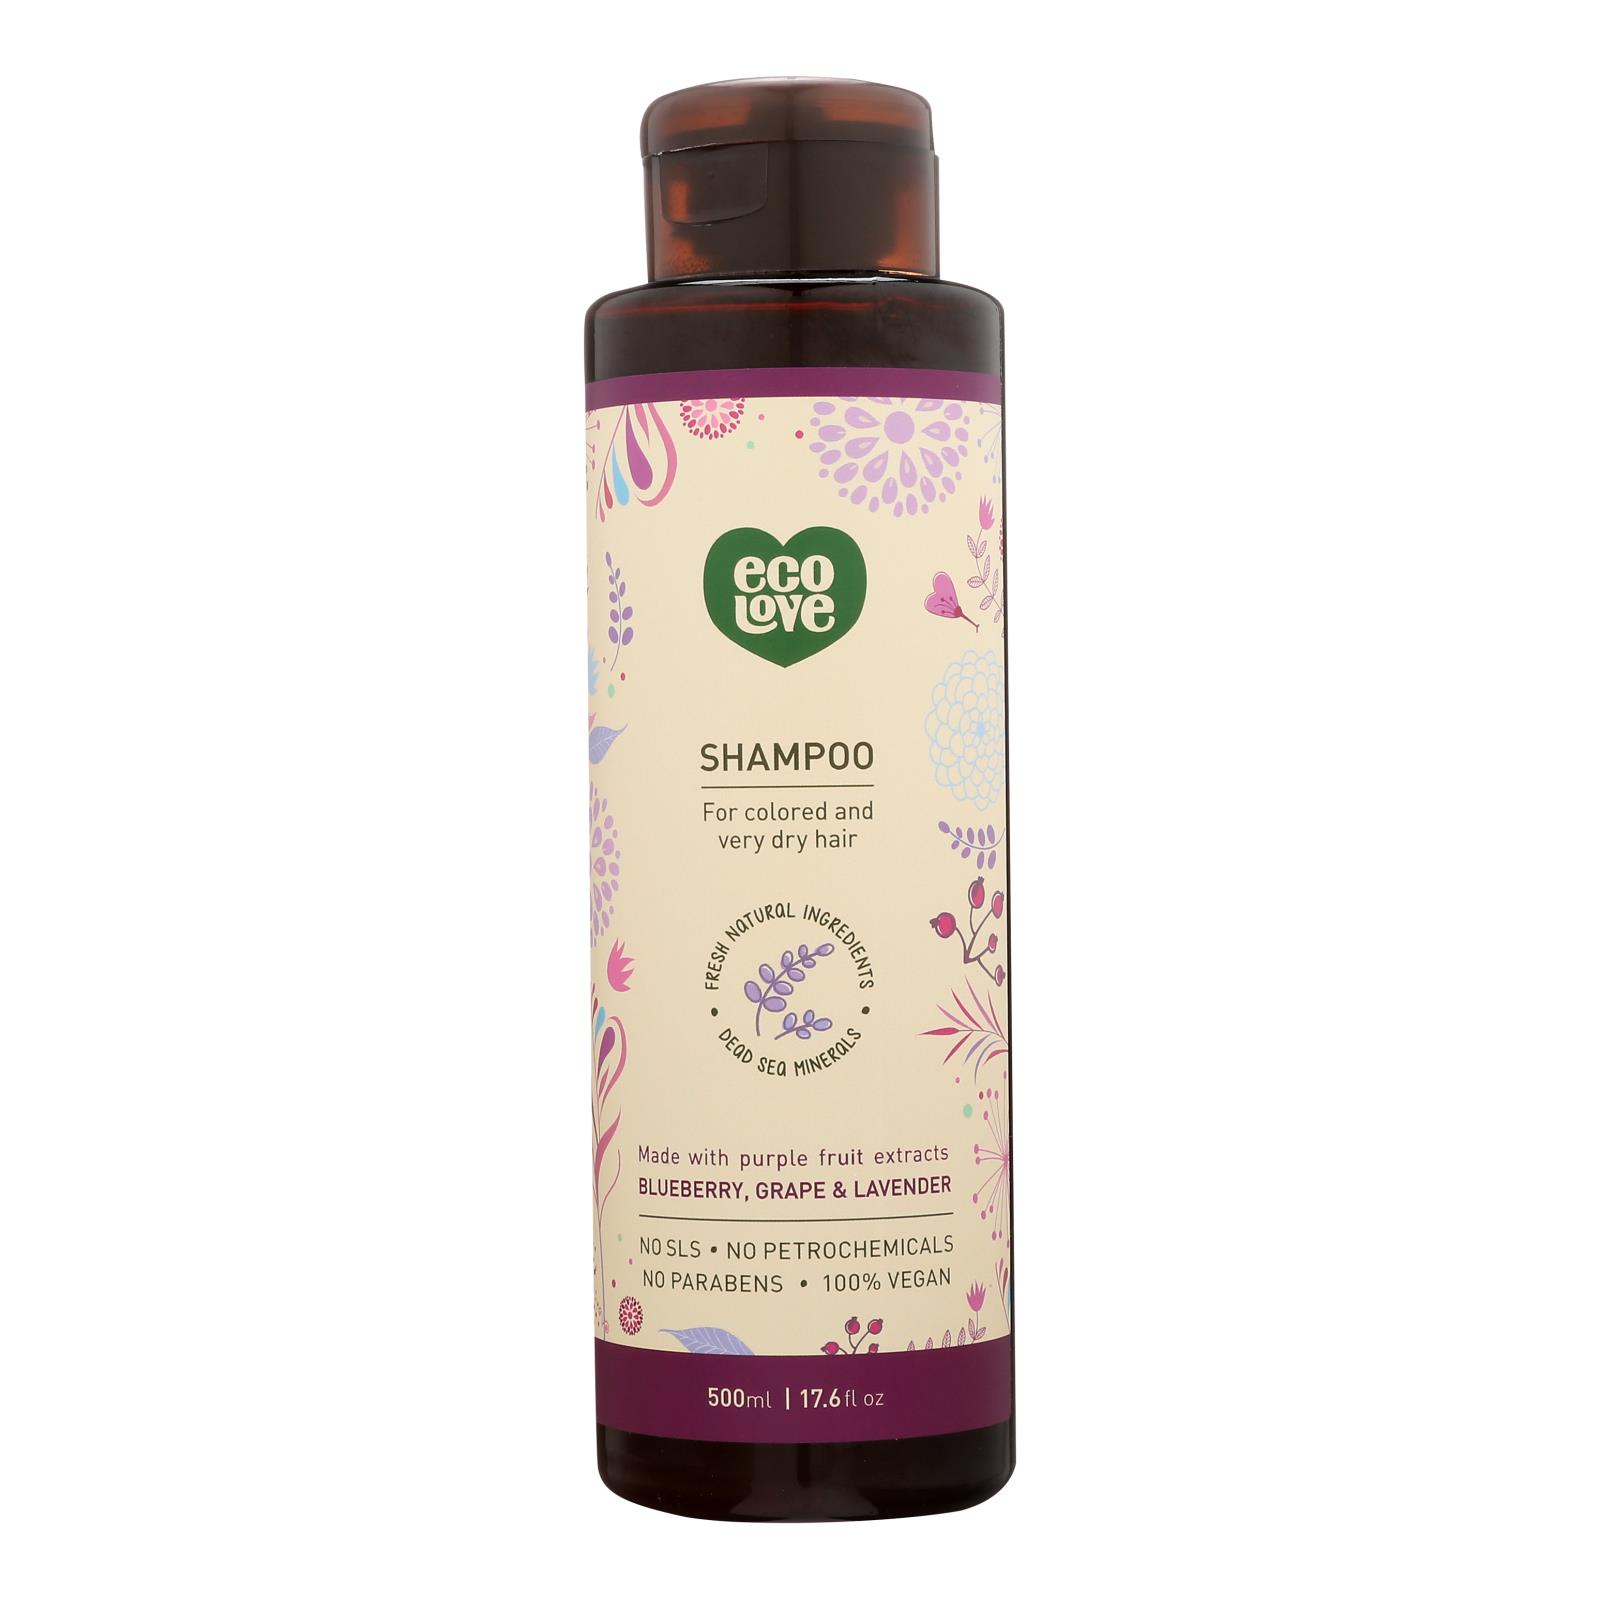 eco
Love
SHAMPOO
For colored and
very dry hair
FRESH NATURAL INGREDIENTS
• DEAD SEA MINERALS •
Made with purple fruit extracts
BLUEBERRY, GRAPE & LAVENDER
NO SLS • NO PETROCHEMICALS
NO PARABENS • 100% VEGAN
500ml | 17.6 fl oz